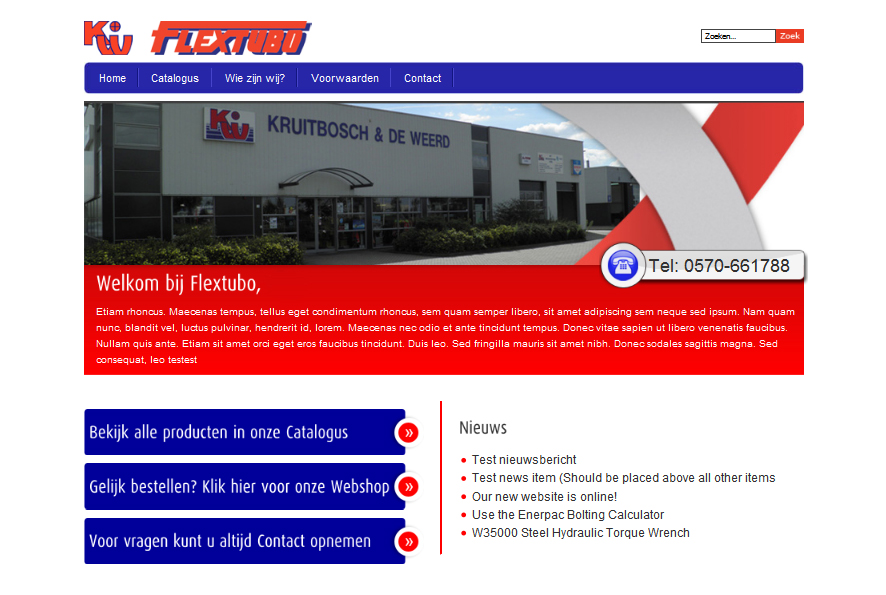 KiW FLEXTUBO
Zoeken... Zoek
Home Catalogus Wie zijn wij? Voorwaarden Contact
KiW KRUITBOSCH & DE WEERD
Tel: 0570-661788
Welkom bij Flextubo,
Etiam rhoncus. Maecenas tempus, tellus eget condimentum rhoncus, sem quam semper libero, sit amet adipiscing sem neque sed ipsum. Nam quam
nunc, blandit vel, luctus pulvinar, hendrerit id, lorem. Maecenas nec odio et ante tincidunt tempus. Donec vitae sapien ut libero venenatis faucibus.
Nullam quis ante. Etiam sit amet orci eget eros faucibus tincidunt. Duis leo. Sed fringilla mauris sit amet nibh. Donec sodales sagittis magna. Sed
consequat, leo testest
Bekijk alle producten in onze Catalogus »
Gelijk bestellen? Klik hier voor onze Webshop »
Voor vragen kunt u altijd Contact opnemen »
Nieuws
Test nieuwsbericht
Test news item (Should be placed above all other items
Our new website is online!
Use the Enerpac Bolting Calculator
W35000 Steel Hydraulic Torque Wrench